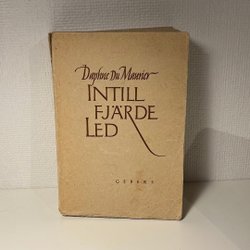 Daphne Du Maurier
INTILL
FJÄRDE
LED
GEBERS